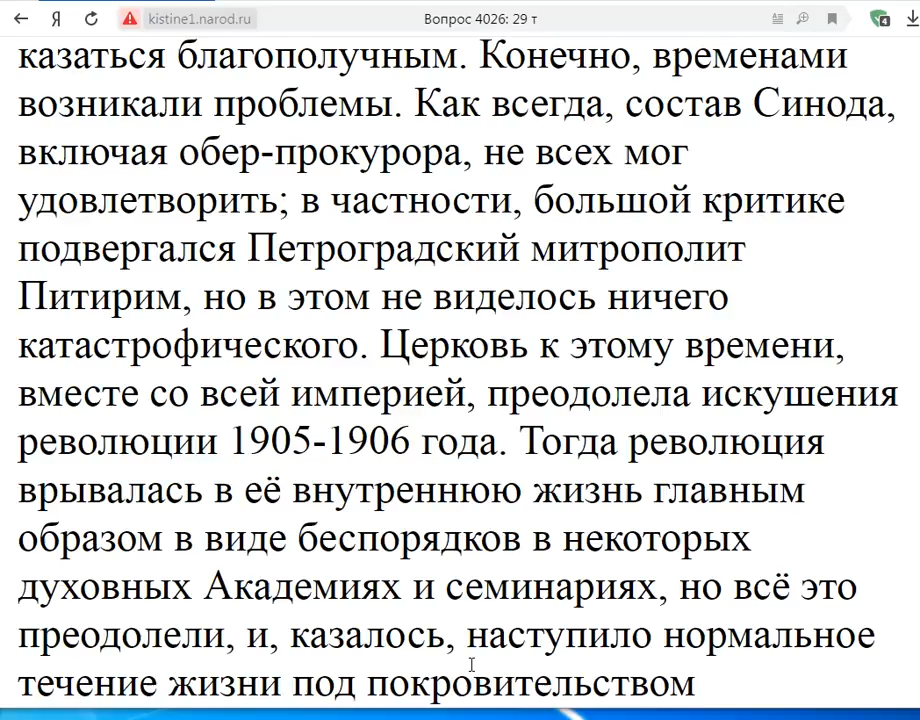 Я kistine1.narod.ru Вопрос 4026: 29 т 4
казаться благополучным. Конечно, временами
возникали проблемы. Как всегда, состав Синода,
включая обер-прокурора, не всех мог
удовлетворить; в частности, большой критике
подвергался Петроградский митрополит
Питирим, но в этом не виделось ничего
катастрофического. Церковь к этому времени,
вместе со всей империей, преодолела искушения
революции 1905-1906 года. Тогда революция
врывалась в её внутреннюю жизнь главным
образом в виде беспорядков в некоторых
духовных Академиях и семинариях, но всё это
преодолели, и, казалось, наступило нормальное
течение жизни под покровительством